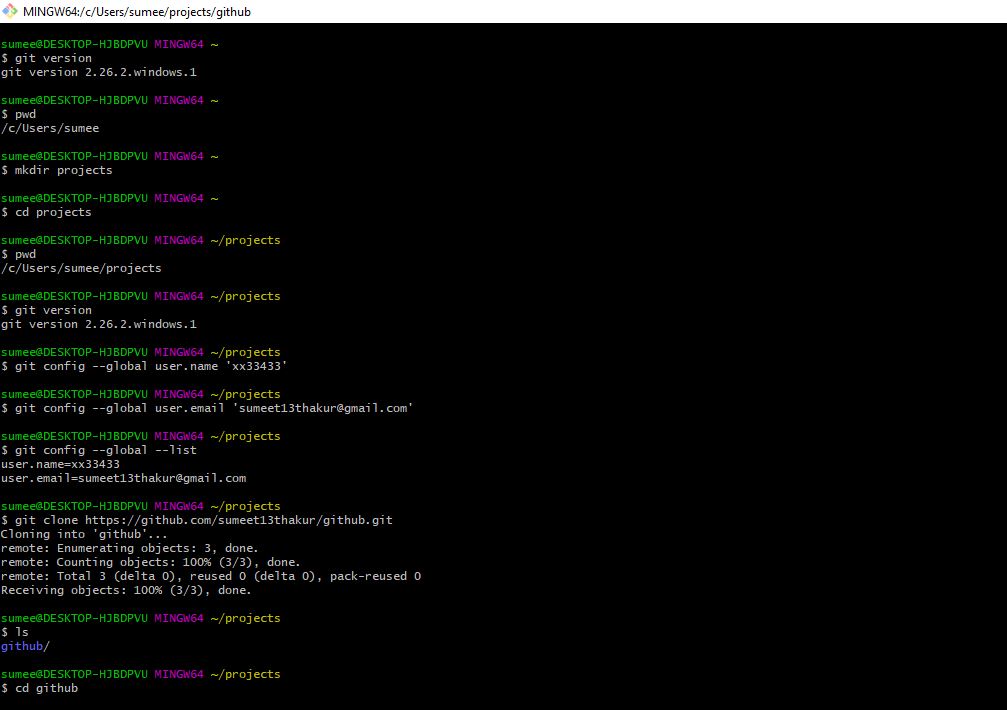 MINGW64:/c/Users/sumee/projects/github
sumee@DESKTOP-HJBDPVU MINGW64 ~
$ git version
git version 2.26.2.windows.1
sumee@DESKTOP-HJBDPVU MINGW64 ~
$ pwd
/c/Users/sumee
sumee@DESKTOP-HJBDPVU MINGW64 ~
$ mkdir projects
sumee@DESKTOP-HJBDPVU MINGW64 ~
$ cd projects
sumee@DESKTOP-HJBDPVU MINGW64 ~/projects
$ pwd
/c/Users/sumee/projects
sumee@DESKTOP-HJBDPVU MINGW64 ~/projects
$ git version
git version 2.26.2.windows.1
sumee@DESKTOP-HJBDPVU MINGW64 ~/projects
$ git config --global user.name 'xx33433'
sumee@DESKTOP-HJBDPVU MINGW64 ~/projects
$ git config --global user.email 'sumeet13thakur@gmail.com'
sumee@DESKTOP-HJBDPVU MINGW64 ~/projects
$ git config --global --list
user.name=xx33433
user.email=sumeet13thakur@gmail.com
sumee@DESKTOP-HJBDPVU MINGW64 ~/projects
$ git clone https://github.com/sumeet13thakur/github.git
Cloning into 'github'...
remote: Enumerating objects: 3, done.
remote: Counting objects: 100% (3/3), done.
remote: Total 3 (delta 0), reused 0 (delta 0), pack-reused 0
Receiving objects: 100% (3/3), done.
sumee@DESKTOP-HJBDPVU MINGW64 ~/projects
$ ls
github/
sumee@DESKTOP-HJBDPVU MINGW64 ~/projects
$ cd github